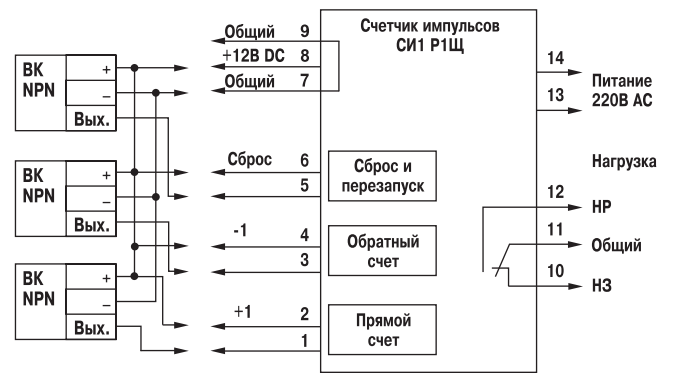 Счетчик импульсов
СИ1 Р1Щ
Общий 9
+12В DC 8
Общий 7
ВК
NPN
+
–
Вых.
14
13
Питание
220В АС
Сброс 6
5
Сброс и
перезапуск
ВК
NPN
+
–
Вых.
Нагрузка
12
НР
11
Общий
10
НЗ
-1 4
3
Обратный
счет
ВК
NPN
+
–
Вых.
+1 2
1
Прямой
счет